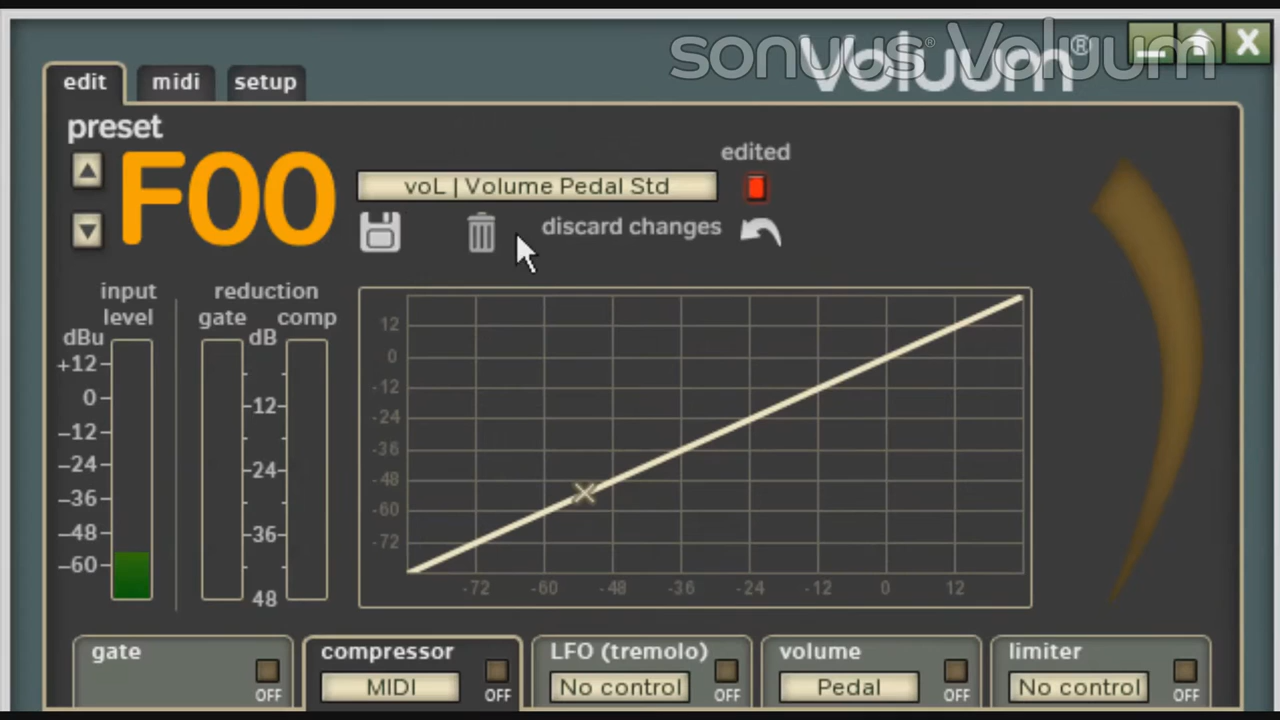 sonuus® Voluum
Voluum®
edit
midi
setup
preset
F00
voL | Volume Pedal Std
edited
discard changes
input level
reduction
gate
comp
dBu
dB
+12
0
-12
-24
-36
-48
-60
-12
-24
-36
48
12
0
-12
-24
-36
-48
-60
-72
-72
-60
-48
-36
-24
-12
0
12
gate
OFF
compressor
MIDI
OFF
LFO (tremolo)
No control
OFF
volume
Pedal
OFF
limiter
No control
OFF